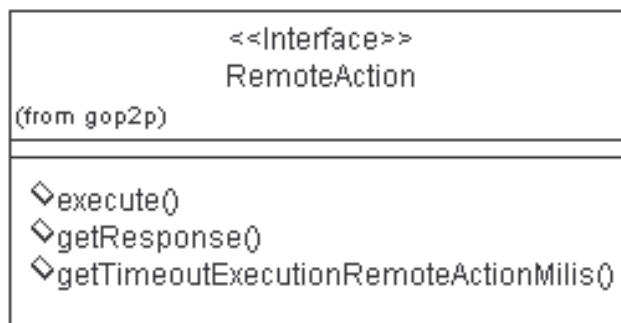 <<Interface>>
RemoteAction
(from gop2p)
execute()
getResponse()
getTimeoutExecutionRemoteActionMilis()